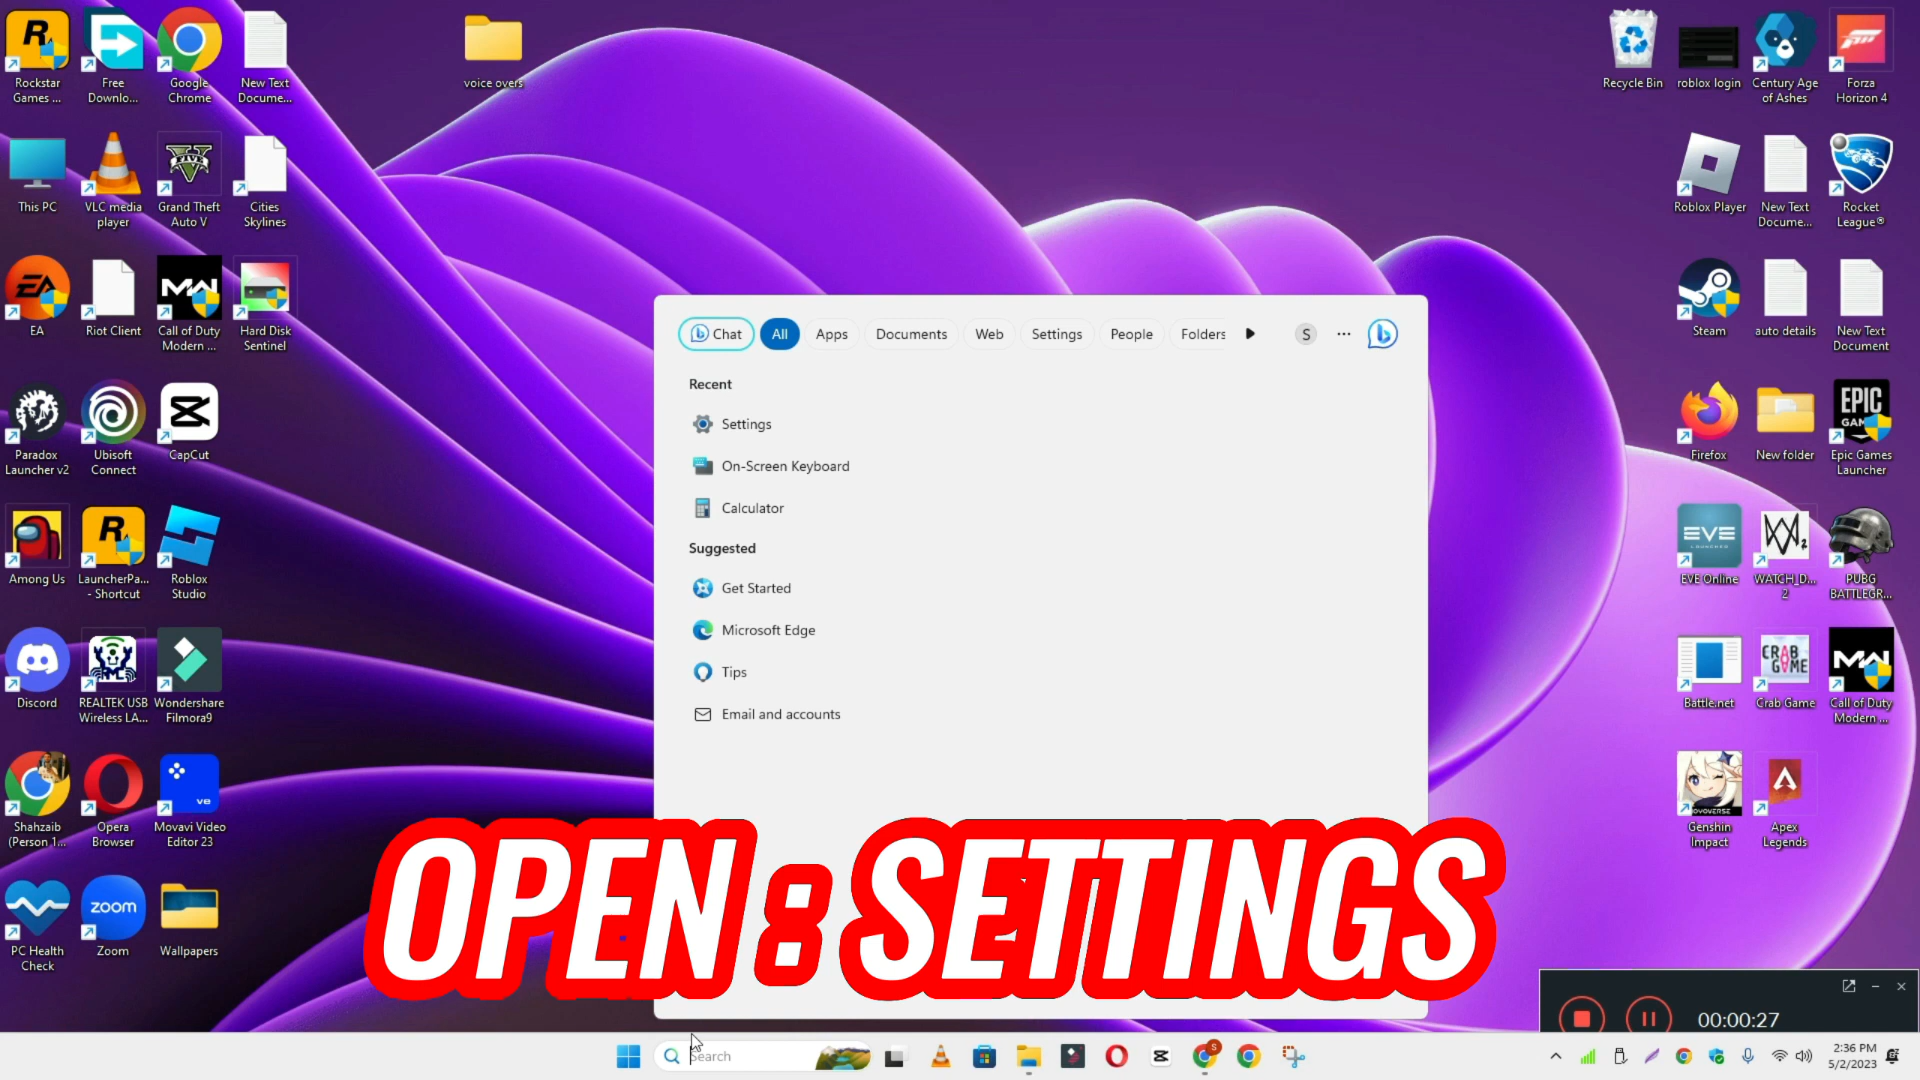 Rockstar
Games ...
Free
Downlo...
Google
Chrome
New Text
Docume...
voice overs
Recycle Bin
roblox login
Century Age
of Ashes
Forza
Horizon 4
This PC
VLC media
player
Grand Theft
Auto V
Cities
Skylines
Roblox Player
New Text
Docume...
Rocket
League®
EA
Riot Client
Call of Duty
Modern ...
Hard Disk
Sentinel
Steam
auto details
New Text
Document
Paradox
Launcher v2
Ubisoft
Connect
CapCut
Firefox
New folder
Epic Games
Launcher
Among Us
LauncherPa...
- Shortcut
Roblox
Studio
EVE Online
WATCH_D...
2
PUBG
BATTLEGR...
Discord
REALTEK USB
Wireless LA...
Wondershare
Filmora9
Battle.net
Crab Game
Call of Duty
Modern ...
Shahzaib
(Person 1...
Opera
Browser
Movavi Video
Editor 23
Genshin
Impact
Apex
Legends
PC Health
Check
zoom
Zoom
Wallpapers
Chat All Apps Documents Web Settings People Folders S ...
Recent
Settings
On-Screen Keyboard
Calculator
Suggested
Get Started
Microsoft Edge
Tips
Email and accounts
OPEN : SETTINGS
00:00:27
Search
2:36 PM
5/2/2023